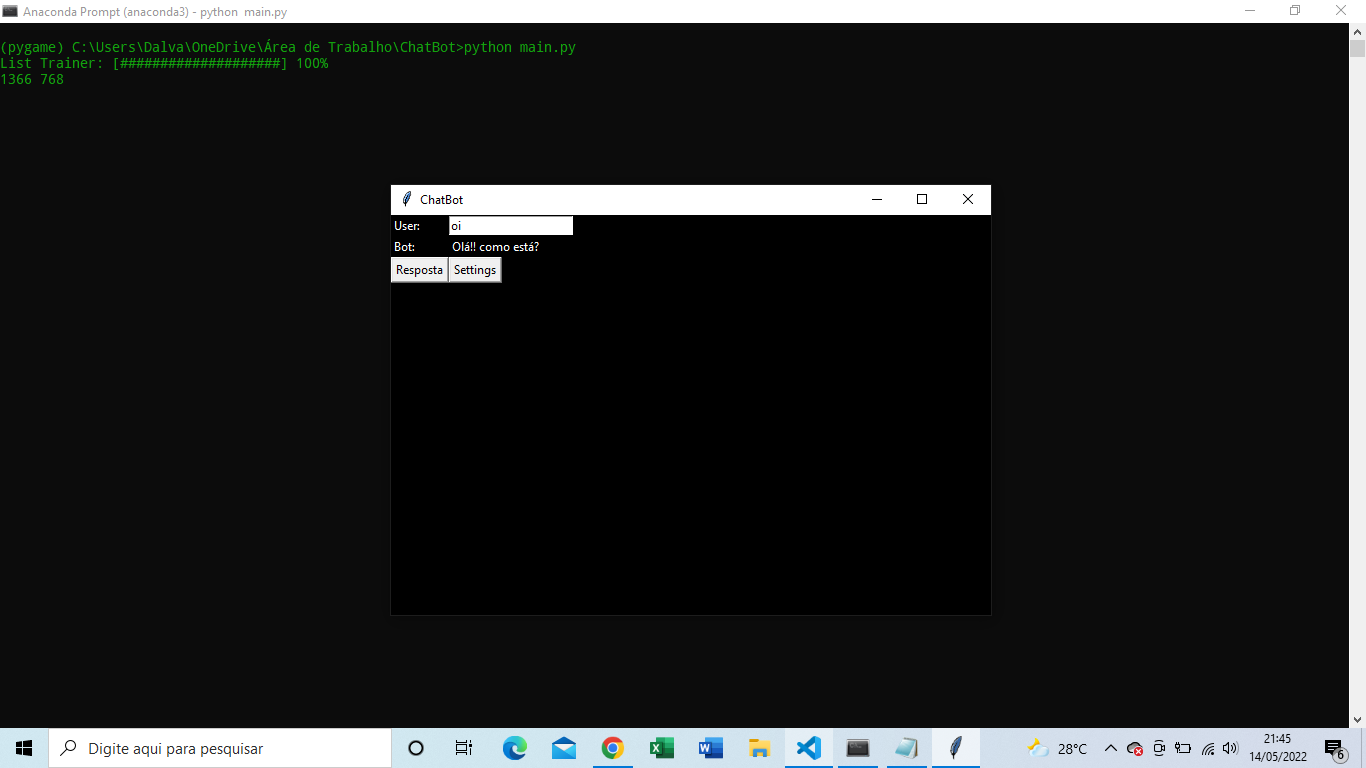 Anaconda Prompt (anaconda3) - python  main.py
(pygame) C:\Users\Dalva\OneDrive\Área de Trabalho\ChatBot>python main.py
List Trainer: [####################] 100%
1366 768
ChatBot
User: oi
Bot: Olá!! como está?
Resposta Settings
Digite aqui para pesquisar
28°C
21:45
14/05/2022
6